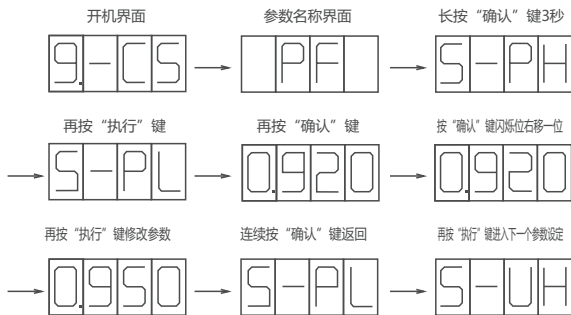 开机界面
参数名称界面
长按“确认”键3秒
9.-CS
PF
S-PH
再按“执行”键
再按“确认”键
按“确认”键闪烁位右移一位
S-PL
0.920
0.920
再按“执行”键修改参数
连续按“确认”键返回
再按“执行”键进入下一个参数设定
0.950
S-PL
S-UH